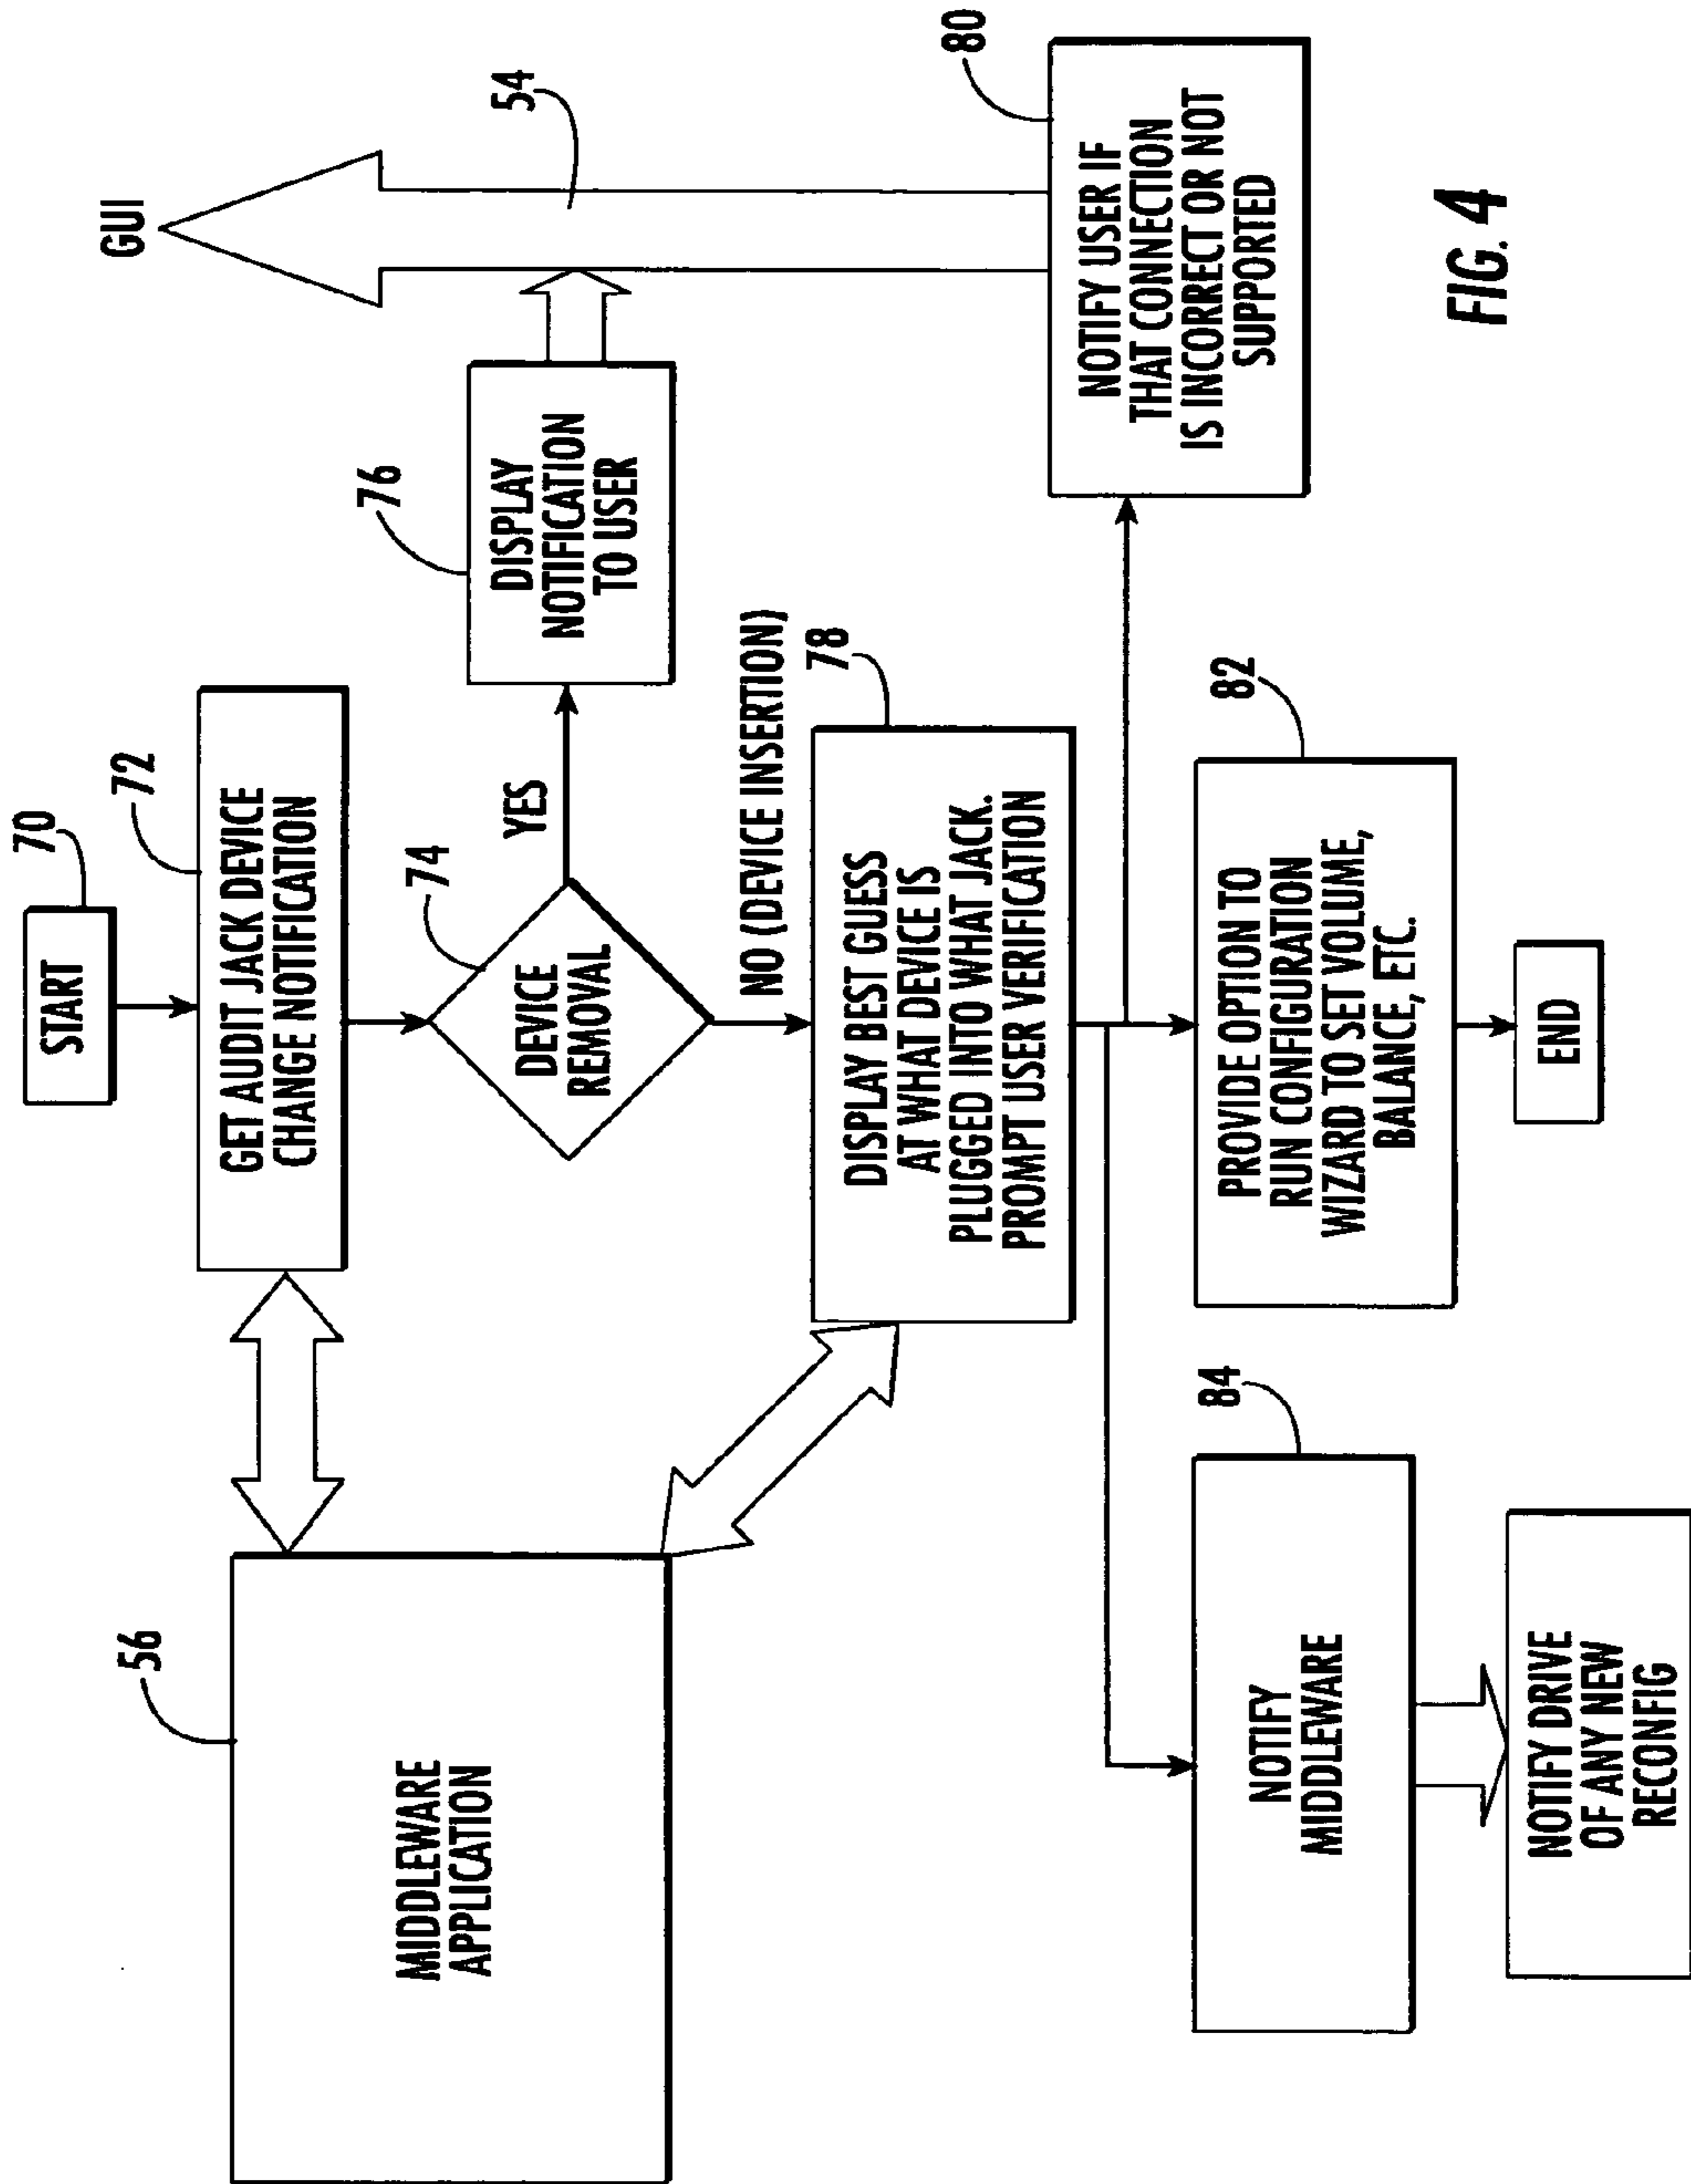 70
START
72
GET AUDIT JACK DEVICE
CHANGE NOTIFICATION
GUI
56
MIDDLEWARE
APPLICATION
74
DEVICE
REMOVAL
YES
76
DISPLAY
NOTIFICATION
TO USER
54
NO (DEVICE INSERTION)
78
DISPLAY BEST GUESS
AT WHAT DEVICE IS
PLUGGED INTO WHAT JACK.
PROMPT USER VERIFICATION
80
NOTIFY USER IF
THAT CONNECTION
IS INCORRECT OR NOT
SUPPORTED
84
NOTIFY
MIDDLEWARE
82
PROVIDE OPTION TO
RUN CONFIGURATION
WIZARD TO SET VOLUME,
BALANCE, ETC.
NOTIFY DRIVE
OF ANY NEW
RECONFIG
END
FIG. 4